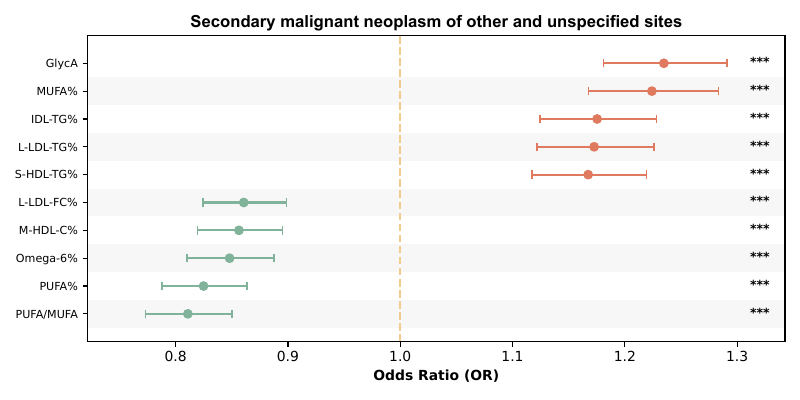 Secondary malignant neoplasm of other and unspecified sites
GlycA ***
MUFA% ***
IDL-TG% ***
L-LDL-TG% ***
S-HDL-TG% ***
L-LDL-FC% ***
M-HDL-C% ***
Omega-6% ***
PUFA% ***
PUFA/MUFA ***
0.8 0.9 1.0 1.1 1.2 1.3
Odds Ratio (OR)